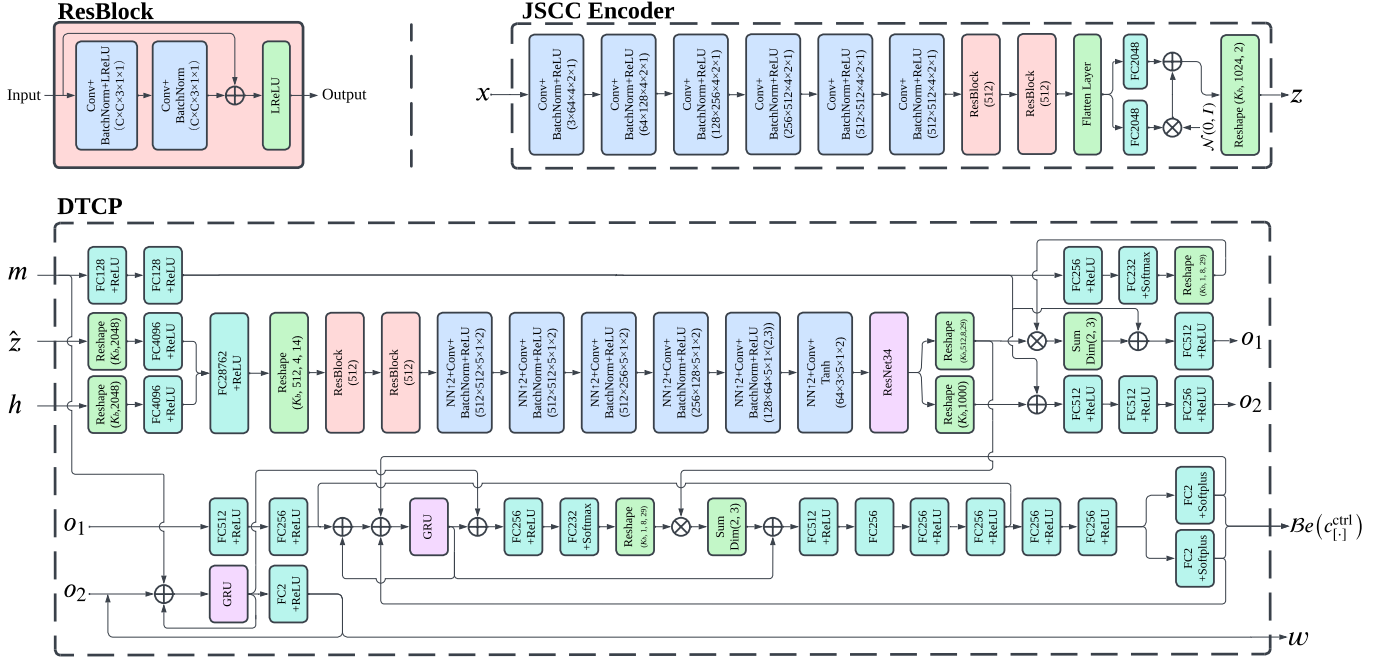 ResBlock
Input
Conv+
BatchNorm+LReLU
(C×C×3×1×1)
Conv+
BatchNorm
(C×C×3×1×1)
LReLU
Output
JSCC Encoder
x
Conv+
BatchNorm+ReLU
(3×64×4×2×1)
Conv+
BatchNorm+ReLU
(64×128×4×2×1)
Conv+
BatchNorm+ReLU
(128×256×4×2×1)
Conv+
BatchNorm+ReLU
(256×512×4×2×1)
Conv+
BatchNorm+ReLU
(512×512×4×2×1)
Conv+
BatchNorm+ReLU
(512×512×4×2×1)
ResBlock
(512)
ResBlock
(512)
Flatten Layer
FC2048
FC2048
𝒩(0, I)
Reshape (K₀, 1024, 2)
z
DTCP
m
FC128
+ReLU
FC128
+ReLU
FC256
+ReLU
FC232
+Softmax
Reshape
(K₀, 1, 8, 29)
ẑ
Reshape
(K₀,2048)
FC4096
+ReLU
h
Reshape
(K₀,2048)
FC4096
+ReLU
FC28762
+ReLU
Reshape
(K₀, 512, 4, 14)
ResBlock
(512)
ResBlock
(512)
NN↑2+Conv+
BatchNorm+ReLU
(512×512×5×1×2)
NN↑2+Conv+
BatchNorm+ReLU
(512×512×5×1×2)
NN↑2+Conv+
BatchNorm+ReLU
(512×256×5×1×2)
NN↑2+Conv+
BatchNorm+ReLU
(256×128×5×1×2)
NN↑2+Conv+
BatchNorm+ReLU
(128×64×5×1×(2,3))
NN↑2+Conv+
Tanh
(64×3×5×1×2)
ResNet34
Reshape
(K₀,512,8,29)
Reshape
(K₀,1000)
Sum
Dim(2, 3)
FC512
+ReLU
o₁
FC512
+ReLU
FC512
+ReLU
FC256
+ReLU
o₂
o₁
FC512
+ReLU
FC256
+ReLU
GRU
FC256
+ReLU
FC232
+Softmax
Reshape
(K₀, 1, 8, 29)
Sum
Dim(2, 3)
FC512
+ReLU
FC256
FC256
+ReLU
FC256
+ReLU
FC256
+ReLU
FC256
+ReLU
FC2
+Softplus
FC2
+Softplus
ℬe(c^ctrl_[·])
o₂
GRU
FC2
+ReLU
w